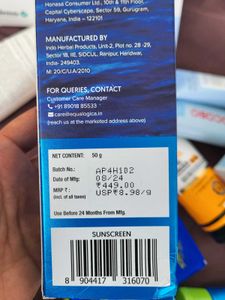 Honasa Consumer Ltd., 10th & 11th Floor,
Capital Cyberscape, Sector 59, Gurugram,
Haryana, India – 122101
MANUFACTURED BY
Indo Herbal Products, Unit-2, Plot no. 28 -29,
Sector 1B, IIE, SIDCUL, Ranipur, Haridwar,
India- 249403.
Ml: 20/C/UA/2010
FOR QUERIES, CONTACT
Customer Care Manager
+91 89018 85533
care@equalogica.in
(reach us at the marketed address above)
NET CONTENT: 50 g
Batch No.: AP4H102
Date of Mfg.: 08/24
MRP ₹: ₹449.00
(incl. of all taxes) USP₹8.98/g
Use Before 24 Months From Mfg.
SUNSCREEN
8 904417 316070